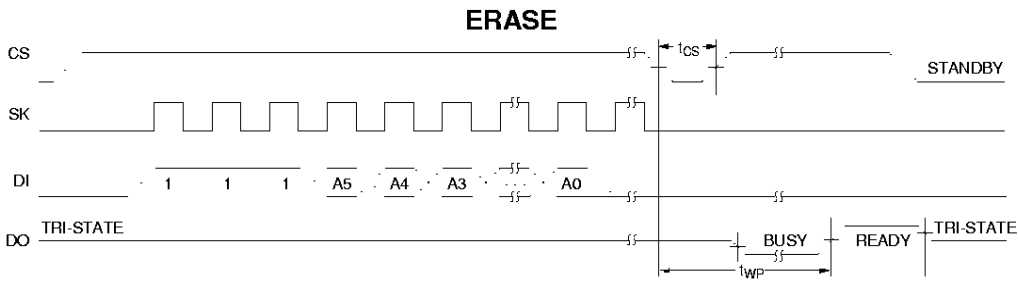 ERASE
CS tCS
STANDBY
SK
DI 1 1 1 A5 A4 A3 ... A0
TRI-STATE TRI-STATE
DO BUSY READY
tWP